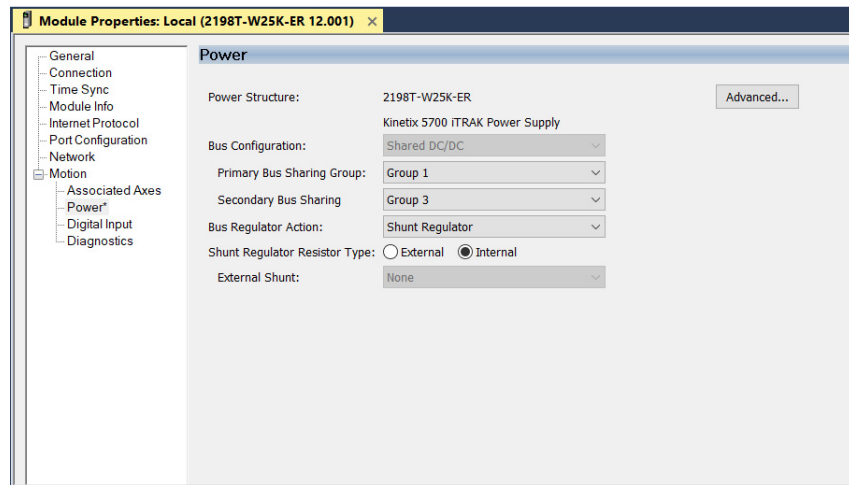 Module Properties: Local (2198T-W25K-ER 12.001) ×
General
Connection
Time Sync
Module Info
Internet Protocol
Port Configuration
Network
Motion
Associated Axes
Power*
Digital Input
Diagnostics
Power
Power Structure: 2198T-W25K-ER Advanced...
Kinetix 5700 iTRAK Power Supply
Bus Configuration: Shared DC/DC
Primary Bus Sharing Group: Group 1
Secondary Bus Sharing Group 3
Bus Regulator Action: Shunt Regulator
Shunt Regulator Resistor Type: External Internal
External Shunt: None